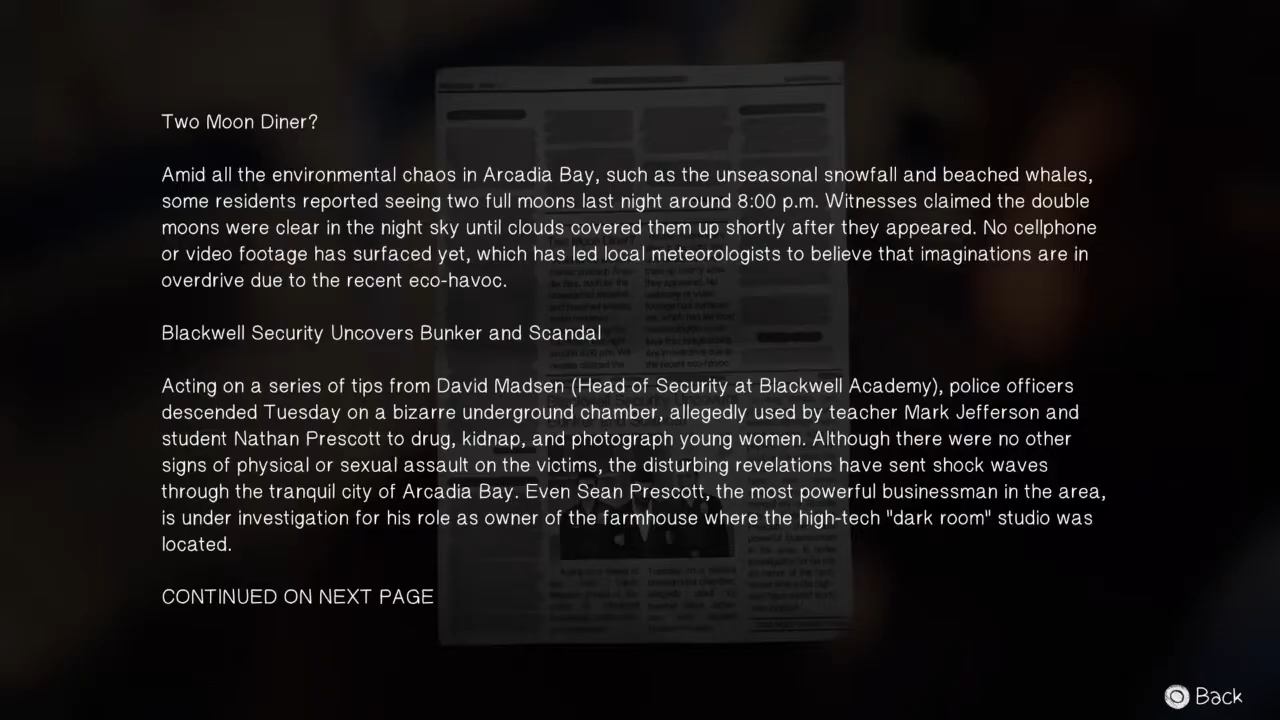 Two Moon Diner?
Amid all the environmental chaos in Arcadia Bay, such as the unseasonal snowfall and beached whales,
some residents reported seeing two full moons last night around 8:00 p.m. Witnesses claimed the double
moons were clear in the night sky until clouds covered them up shortly after they appeared. No cellphone
or video footage has surfaced yet, which has led local meteorologists to believe that imaginations are in
overdrive due to the recent eco-havoc.
Blackwell Security Uncovers Bunker and Scandal
Acting on a series of tips from David Madsen (Head of Security at Blackwell Academy), police officers
descended Tuesday on a bizarre underground chamber, allegedly used by teacher Mark Jefferson and
student Nathan Prescott to drug, kidnap, and photograph young women. Although there were no other
signs of physical or sexual assault on the victims, the disturbing revelations have sent shock waves
through the tranquil city of Arcadia Bay. Even Sean Prescott, the most powerful businessman in the area,
is under investigation for his role as owner of the farmhouse where the high-tech "dark room" studio was
located.
CONTINUED ON NEXT PAGE
Back